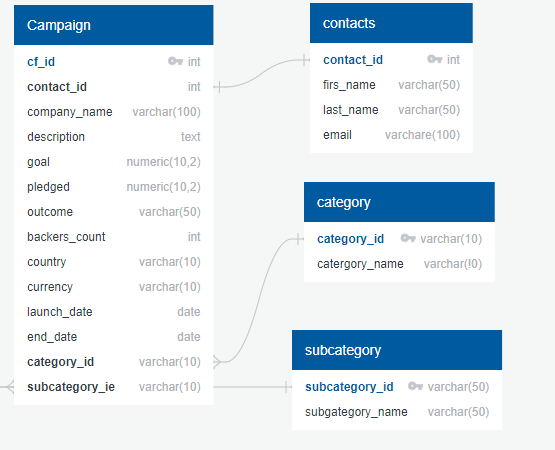 Campaign
cf_id int
contact_id int
company_name varchar(100)
description text
goal numeric(10,2)
pledged numeric(10,2)
outcome varchar(50)
backers_count int
country varchar(10)
currency varchar(10)
launch_date date
end_date date
category_id varchar(10)
subcategory_ie varchar(10)
contacts
contact_id int
firs_name varchar(50)
last_name varchar(50)
email varchare(100)
category
category_id varchar(10)
catergory_name varchar(!0)
subcategory
subcategory_id varchar(50)
subgategory_name varchar(50)